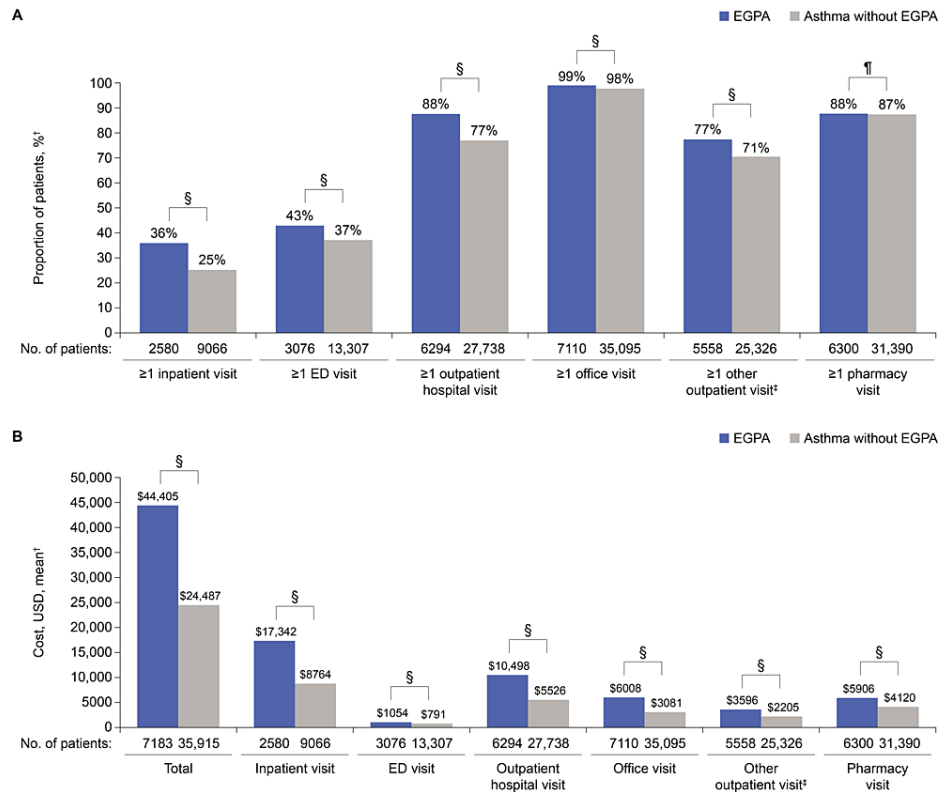 A
EGPA Asthma without EGPA
Proportion of patients, %†
100
90
80
70
60
50
40
30
20
10
0
§ § § § § ¶
36% 25% 43% 37% 88% 77% 99% 98% 77% 71% 88% 87%
No. of patients: 2580 9066 3076 13,307 6294 27,738 7110 35,095 5558 25,326 6300 31,390
≥1 inpatient visit ≥1 ED visit ≥1 outpatient hospital visit ≥1 office visit ≥1 other outpatient visit‡ ≥1 pharmacy visit
B
EGPA Asthma without EGPA
Cost, USD, mean†
50,000
45,000
40,000
35,000
30,000
25,000
20,000
15,000
10,000
5000
0
§ § § § § § §
$44,405 $24,487 $17,342 $8764 $1054 $791 $10,498 $5526 $6008 $3081 $3596 $2205 $5906 $4120
No. of patients: 7183 35,915 2580 9066 3076 13,307 6294 27,738 7110 35,095 5558 25,326 6300 31,390
Total Inpatient visit ED visit Outpatient hospital visit Office visit Other outpatient visit‡ Pharmacy visit